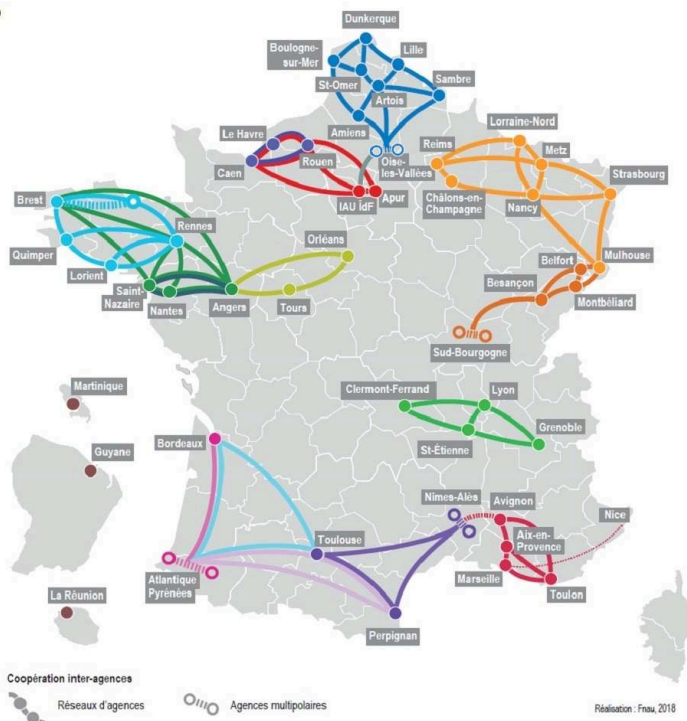 Dunkerque
Boulogne-
sur-Mer
Lille
St-Omer
Sambre
Artois
Amiens
Lorraine-Nord
Le Havre
Reims
Metz
Rouen
Oise-
les-Vallées
Caen
Strasbourg
IAU îdF
Apur
Châlons-en-
Champagne
Nancy
Brest
Rennes
Orléans
Quimper
Belfort
Mulhouse
Lorient
Besançon
Saint-
Nazaire
Nantes
Angers
Tours
Montbéliard
Sud-Bourgogne
Martinique
Clermont-Ferrand
Lyon
Bordeaux
Grenoble
St-Étienne
Guyane
Nîmes-Alès
Avignon
Nice
Toulouse
Aix-en-
Provence
Atlantique
Pyrénées
Marseille
La Réunion
Toulon
Perpignan
Coopération inter-agences
Réseaux d'agences
Agences multipolaires
Réalisation : Fnau, 2018